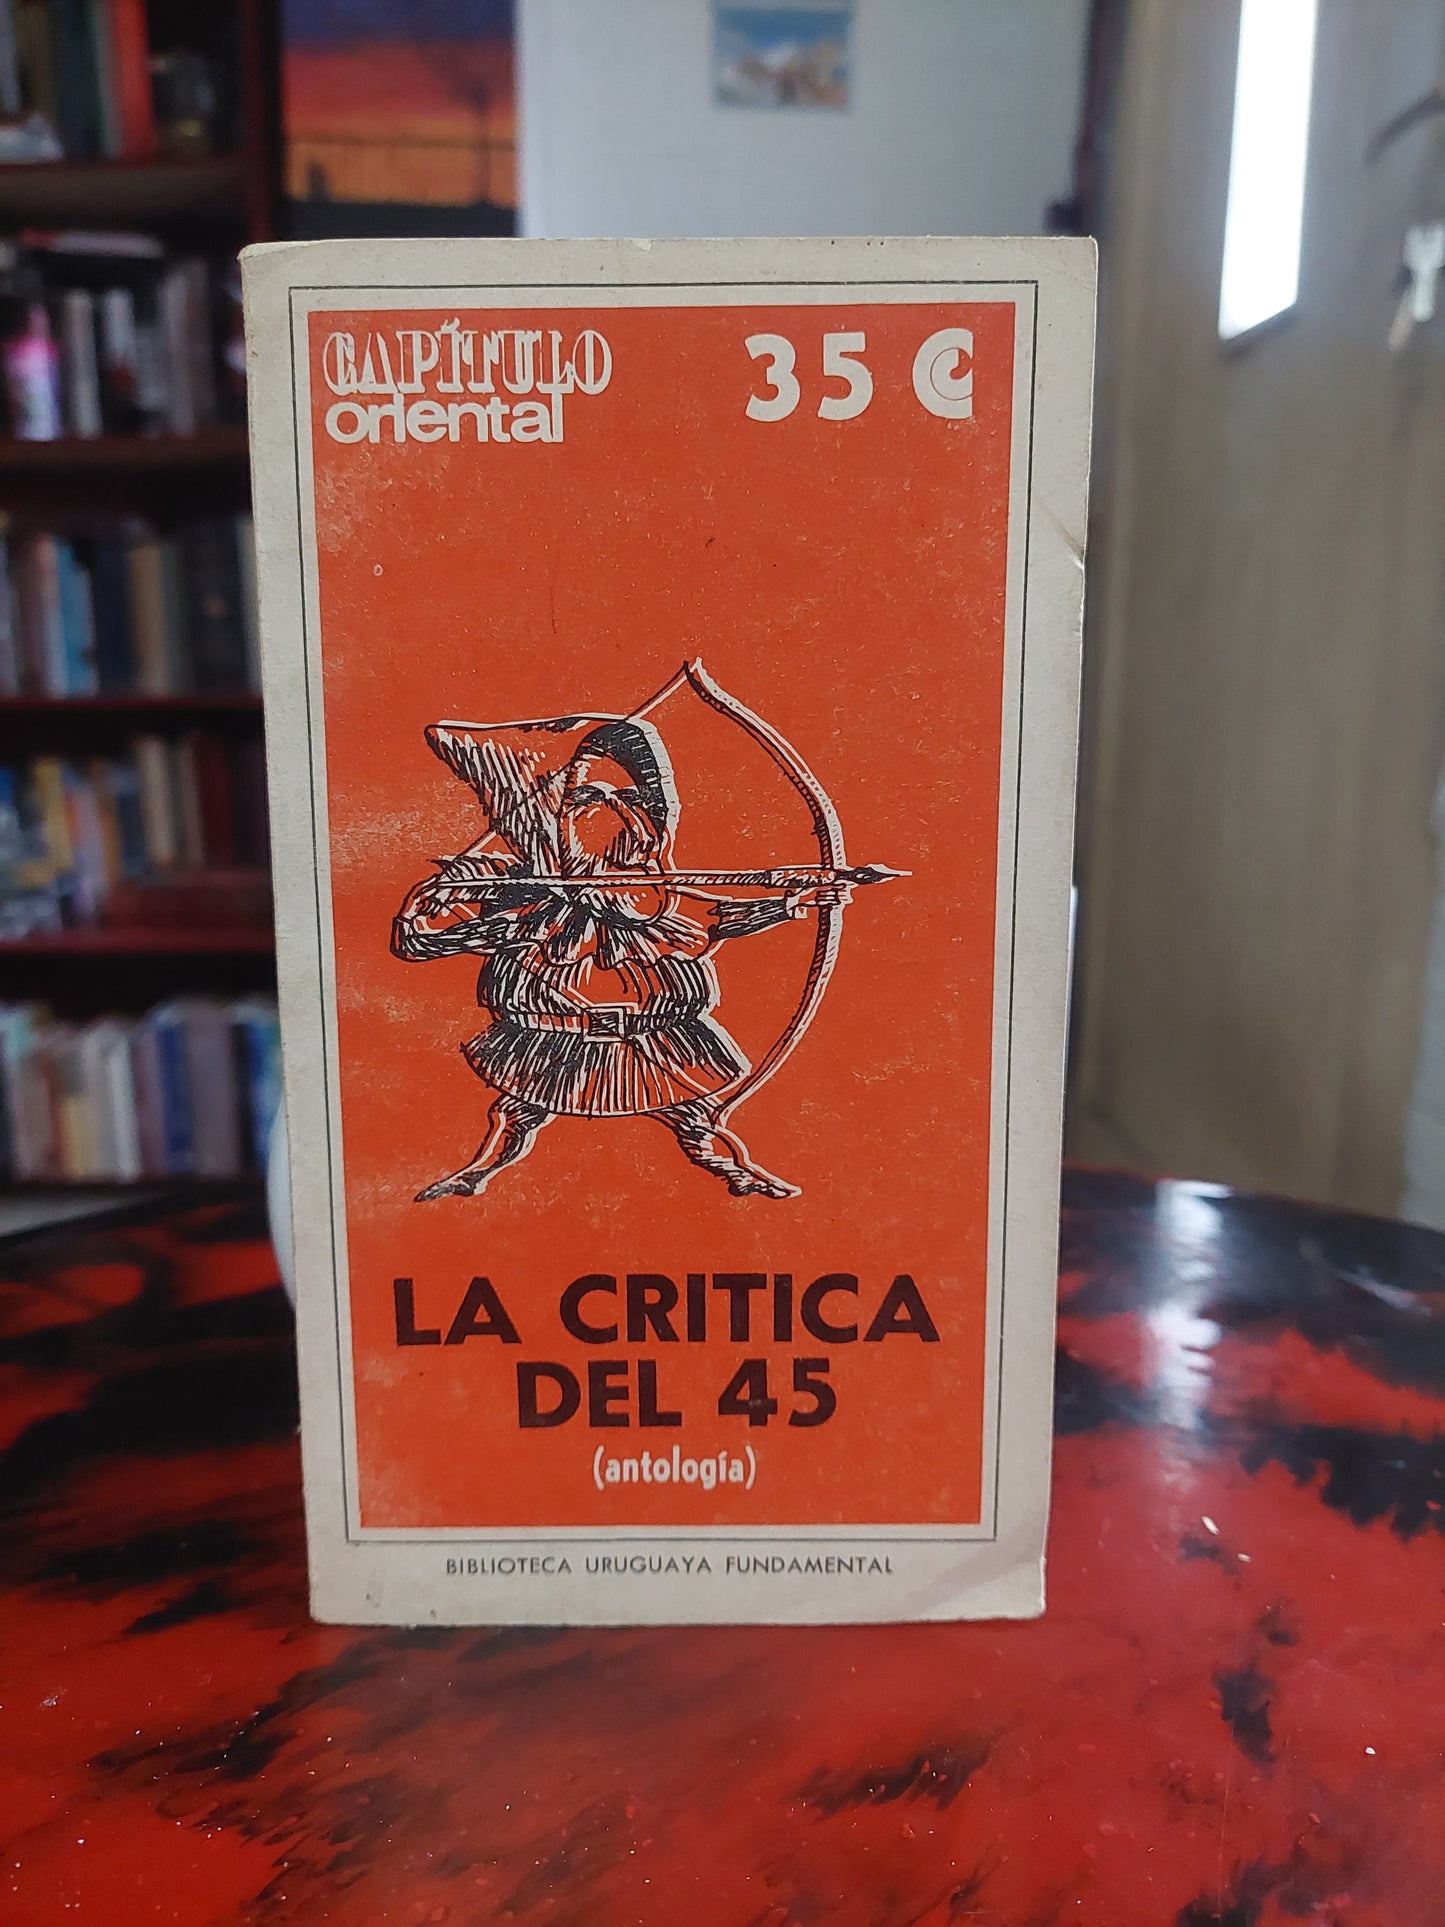 CAPÍTULO
oriental
35 C
LA CRITICA
DEL 45
(antología)
BIBLIOTECA URUGUAYA FUNDAMENTAL